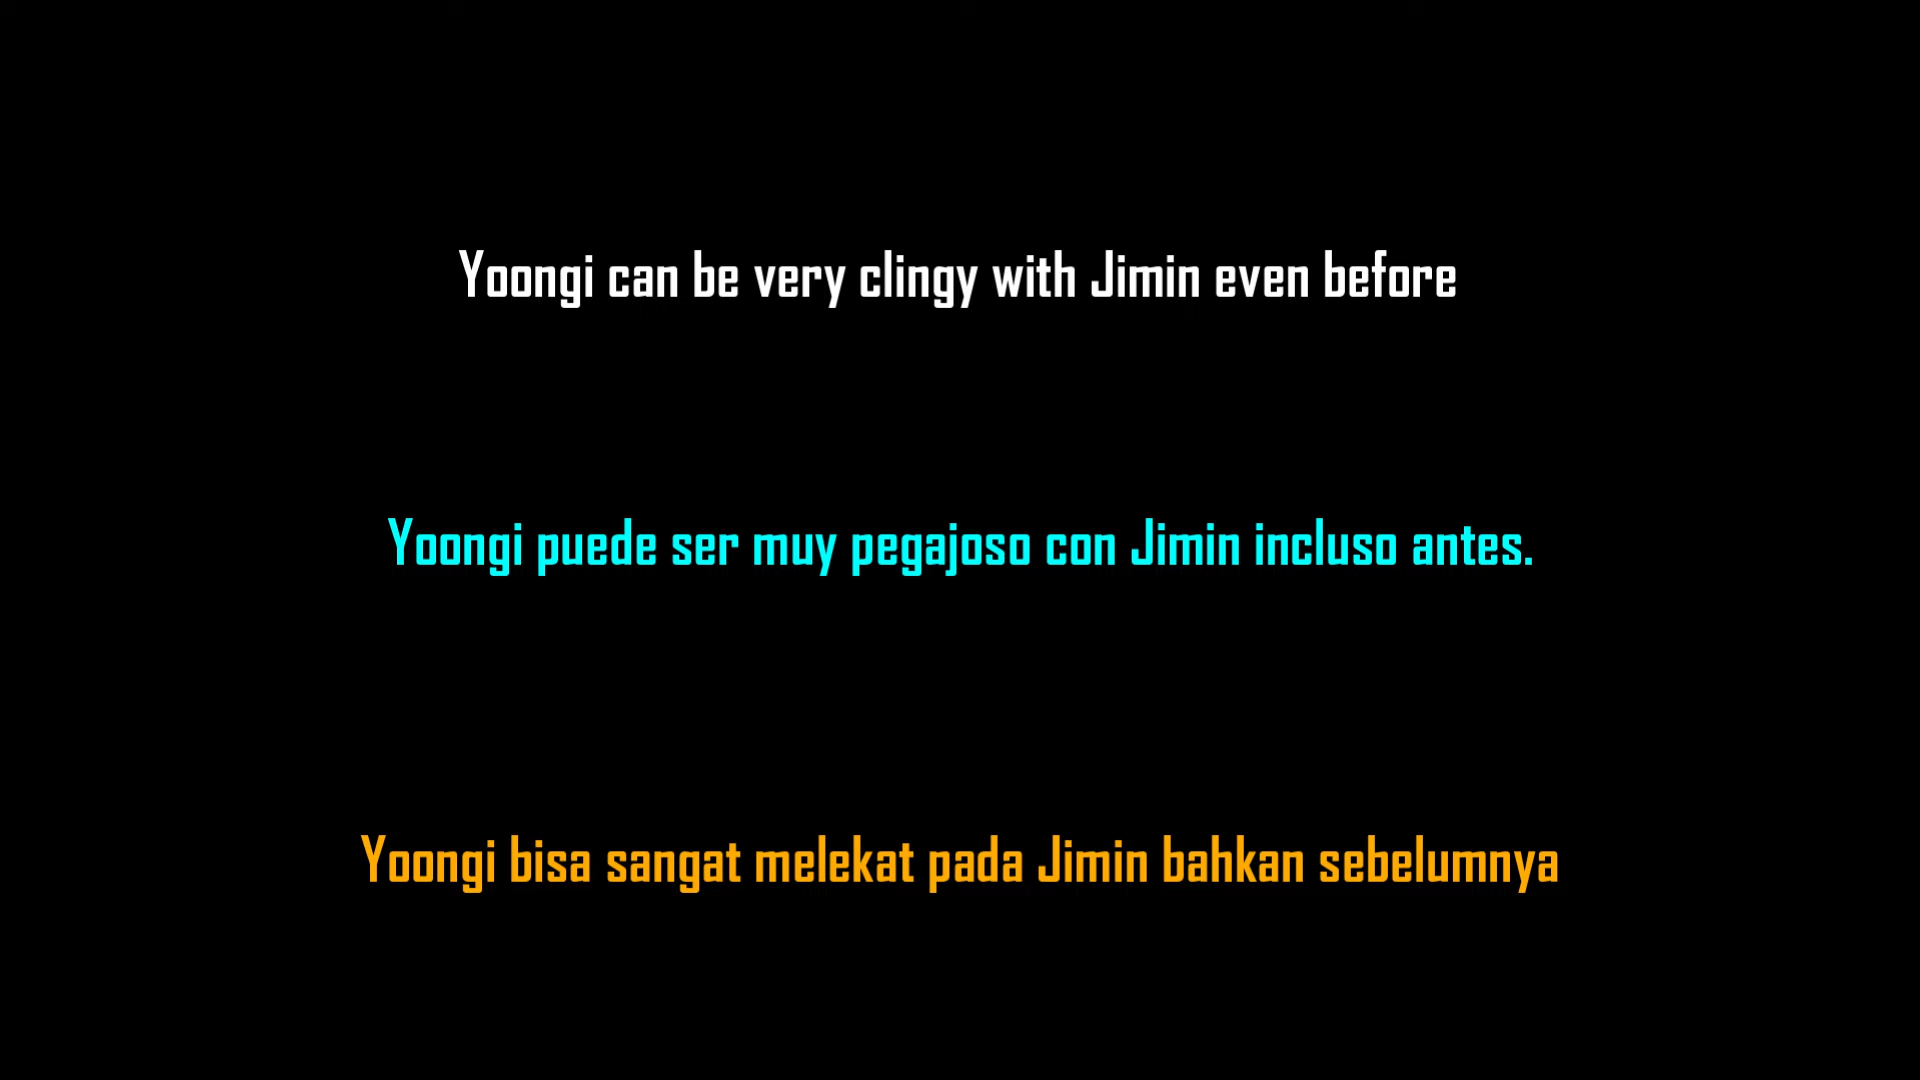 Yoongi can be very clingy with Jimin even before
Yoongi puede ser muy pegajoso con Jimin incluso antes.
Yoongi bisa sangat melekat pada Jimin bahkan sebelumnya